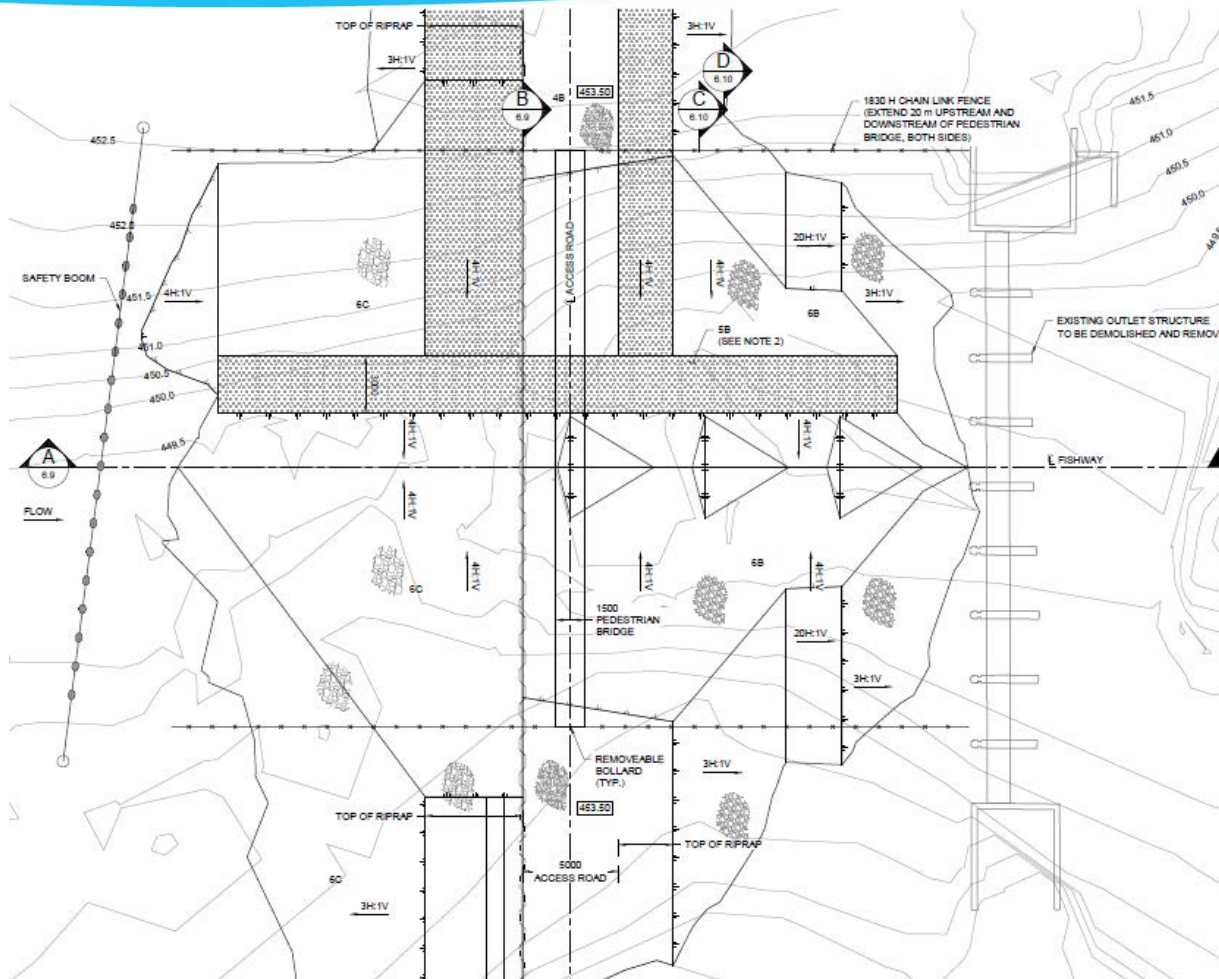 TOP OF RIPRAP
3H:1V
3H:1V
D
6.10
B
6.9
4B
453.50
C
6.10
1830 H CHAIN LINK FENCE
(EXTEND 20 m UPSTREAM AND
DOWNSTREAM OF PEDESTRIAN
BRIDGE, BOTH SIDES)
451.5
451.0
450.5
450.0
452.5
SAFETY BOOM
451.5
4H:1V
6C
4H:1V
℄ ACCESS ROAD
4H:1V
4H:1V
20H:1V
3H:1V
6B
5B
(SEE NOTE 2)
EXISTING OUTLET STRUCTURE
TO BE DEMOLISHED AND REMOV
451.0
450.5
450.0
449.5
4H:1V
4H:1V
A
6.9
℄ FISHWAY
FLOW
4H:1V
4H:1V
4H:1V
4H:1V
6C
6B
1500
PEDESTRIAN
BRIDGE
20H:1V
3H:1V
REMOVEABLE
BOLLARD
(TYP.)
3H:1V
453.50
TOP OF RIPRAP
TOP OF RIPRAP
5000
ACCESS ROAD
6C
3H:1V